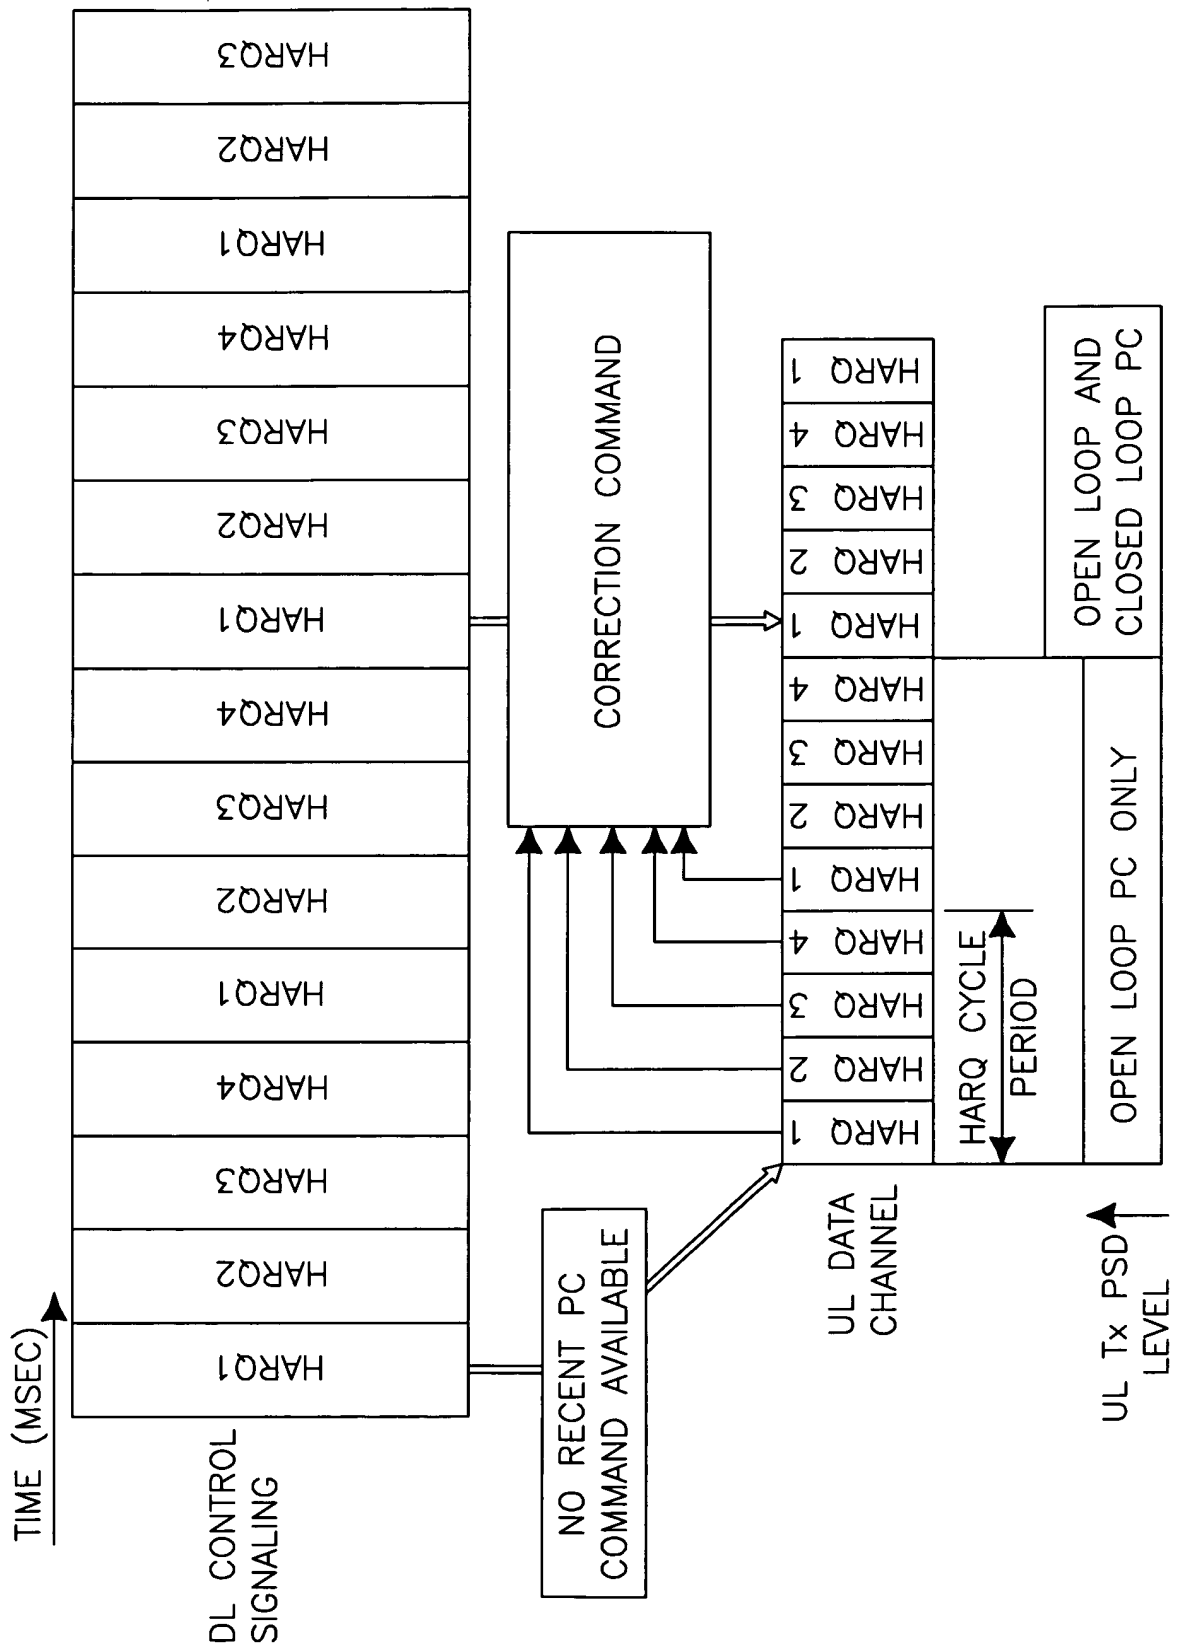 TIME (MSEC)
DL CONTROL
SIGNALING
HARQ1
HARQ2
HARQ3
HARQ4
HARQ1
HARQ2
HARQ3
HARQ4
HARQ1
HARQ2
HARQ3
HARQ4
HARQ1
HARQ2
HARQ3
NO RECENT PC
COMMAND AVAILABLE
CORRECTION COMMAND
UL DATA
CHANNEL
HARQ 1
HARQ 2
HARQ 3
HARQ 4
HARQ 1
HARQ 2
HARQ 3
HARQ 4
HARQ 1
HARQ 2
HARQ 3
HARQ 4
HARQ 1
HARQ CYCLE
PERIOD
UL Tx PSD
LEVEL
OPEN LOOP PC ONLY
OPEN LOOP AND
CLOSED LOOP PC